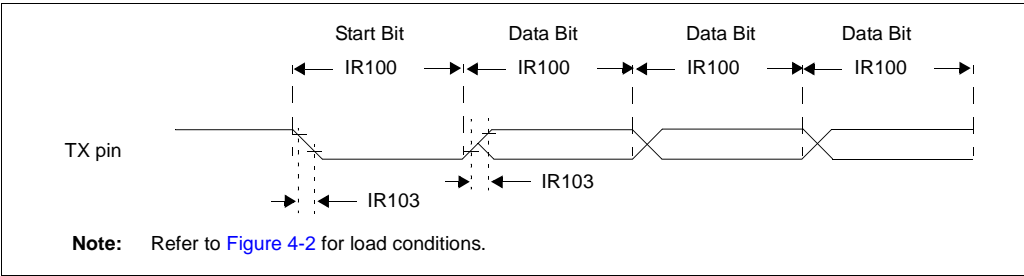 Start Bit Data Bit Data Bit Data Bit
IR100 IR100 IR100 IR100
TX pin
IR103
IR103
Note: Refer to Figure 4-2 for load conditions.